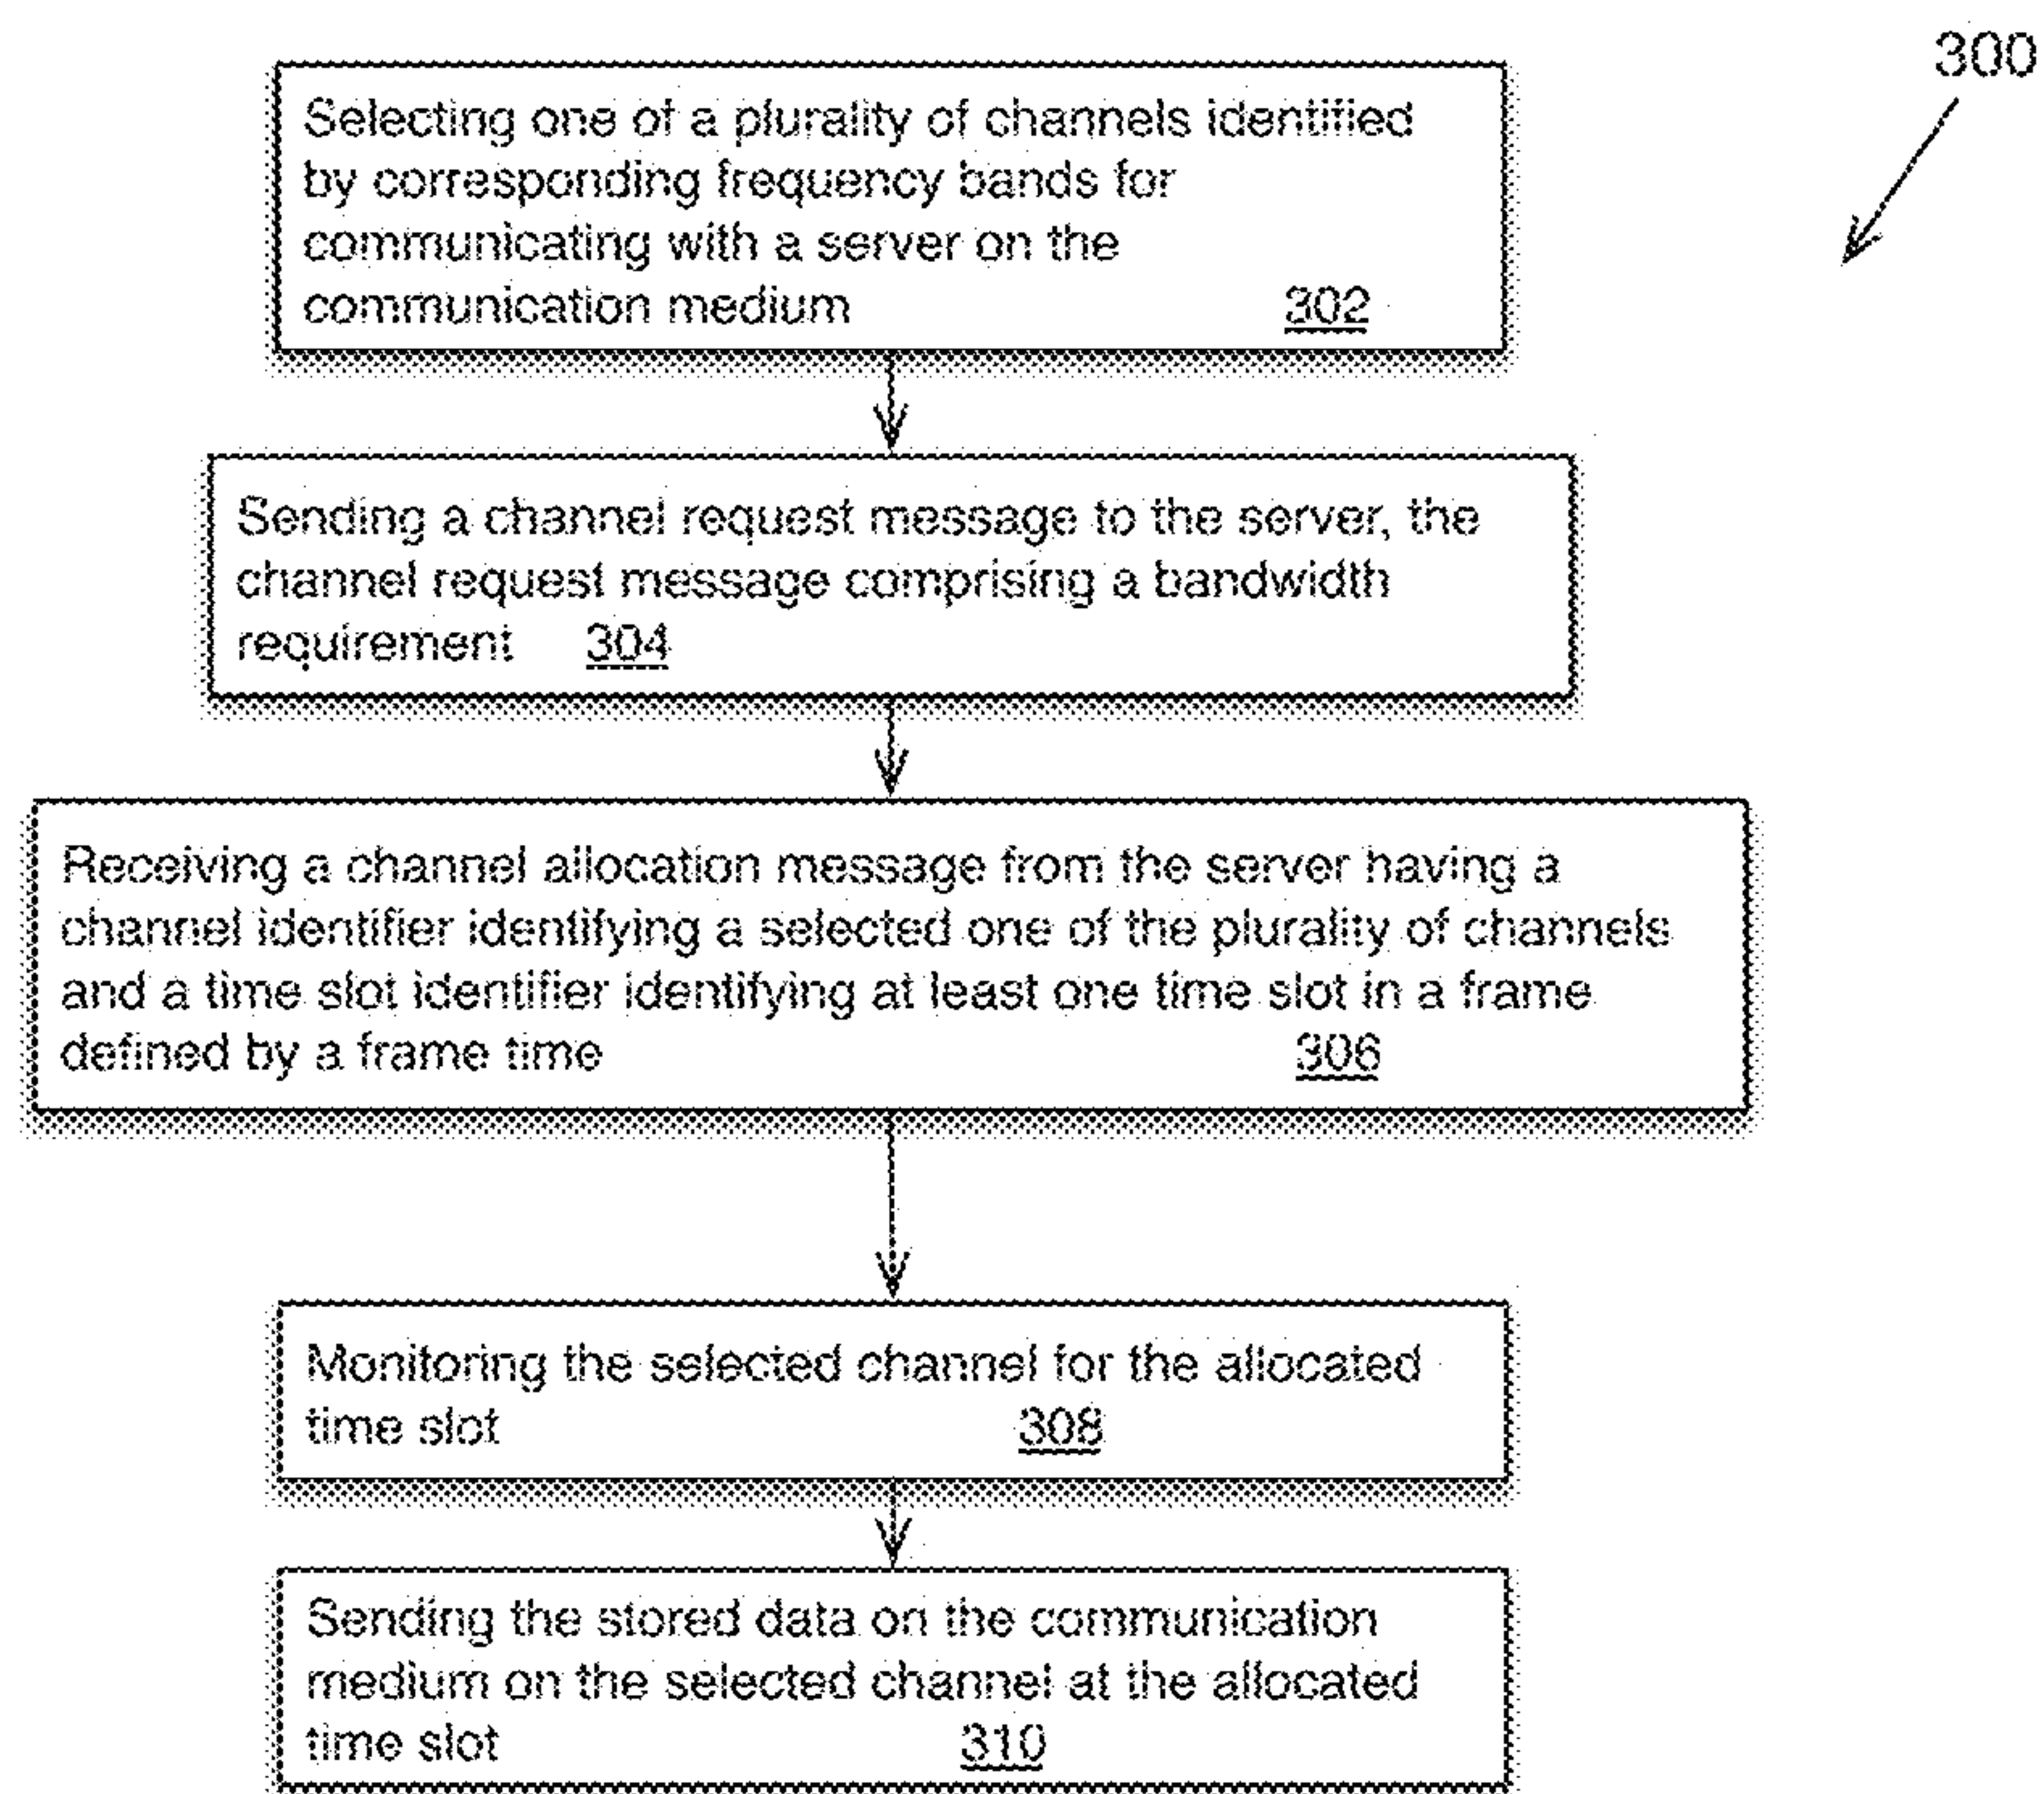 300
Selecting one of a plurality of channels identified
by corresponding frequency bands for
communicating with a server on the
communication medium 302
Sending a channel request message to the server, the
channel request message comprising a bandwidth
requirement 304
Receiving a channel allocation message from the server having a
channel identifier identifying a selected one of the plurality of channels
and a time slot identifier identifying at least one time slot in a frame
defined by a frame time 306
Monitoring the selected channel for the allocated
time slot 308
Sending the stored data on the communication
medium on the selected channel at the allocated
time slot 310